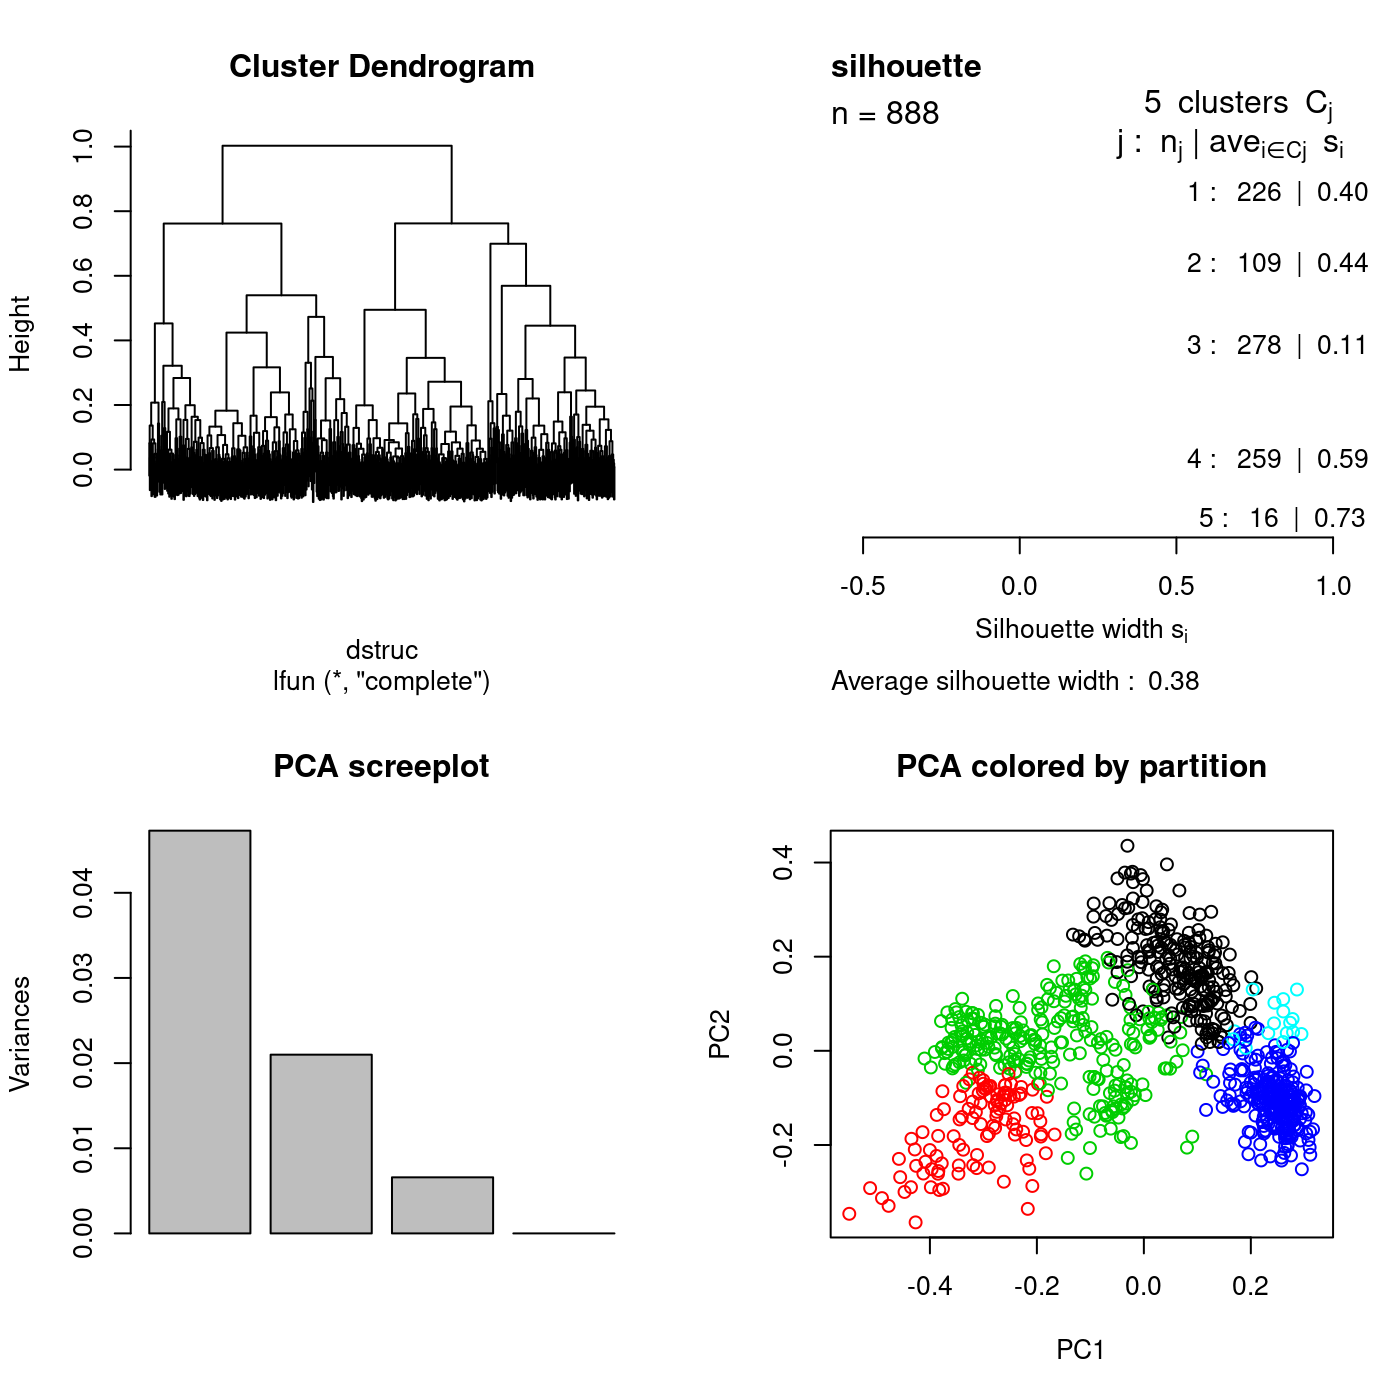 Cluster Dendrogram
Height
0.0 0.2 0.4 0.6 0.8 1.0
dstruc
lfun (*, "complete")
silhouette
n = 888
5 clusters Cj
j : nj | avei∈Cj si
1 : 226 | 0.40
2 : 109 | 0.44
3 : 278 | 0.11
4 : 259 | 0.59
5 : 16 | 0.73
-0.5 0.0 0.5 1.0
Silhouette width si
Average silhouette width : 0.38
PCA screeplot
Variances
0.00 0.01 0.02 0.03 0.04
PCA colored by partition
PC2
-0.2 0.0 0.2 0.4
-0.4 -0.2 0.0 0.2
PC1